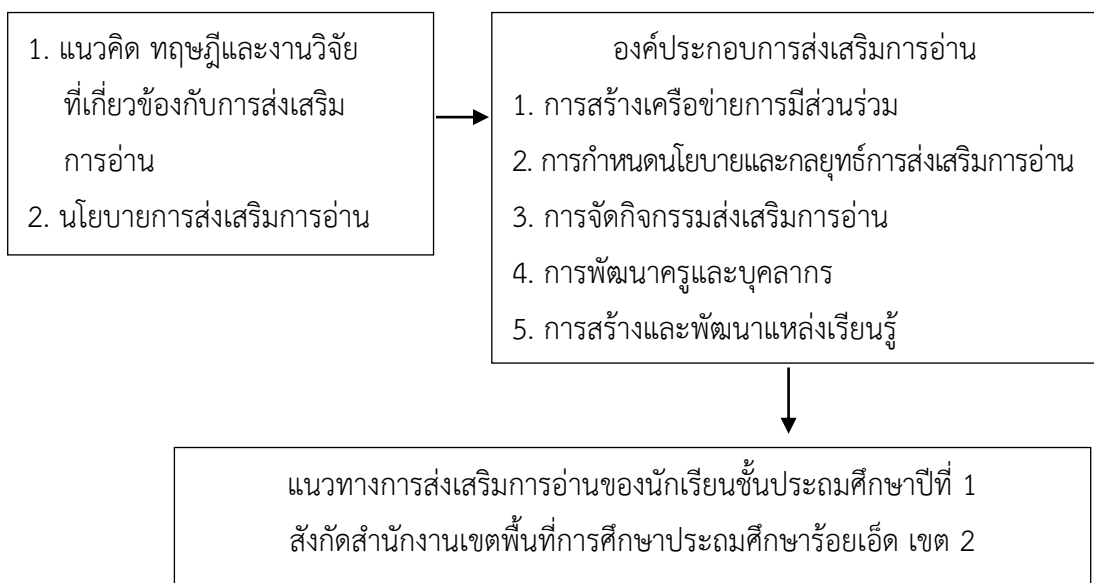 1. แนวคิด ทฤษฎีและงานวิจัย
ที่เกี่ยวข้องกับการส่งเสริม
การอ่าน
2. นโยบายการส่งเสริมการอ่าน
องค์ประกอบการส่งเสริมการอ่าน
1. การสร้างเครือข่ายการมีส่วนร่วม
2. การกำหนดนโยบายและกลยุทธ์การส่งเสริมการอ่าน
3. การจัดกิจกรรมส่งเสริมการอ่าน
4. การพัฒนาครูและบุคลากร
5. การสร้างและพัฒนาแหล่งเรียนรู้
แนวทางการส่งเสริมการอ่านของนักเรียนชั้นประถมศึกษาปีที่ 1
สังกัดสำนักงานเขตพื้นที่การศึกษาประถมศึกษาร้อยเอ็ด เขต 2